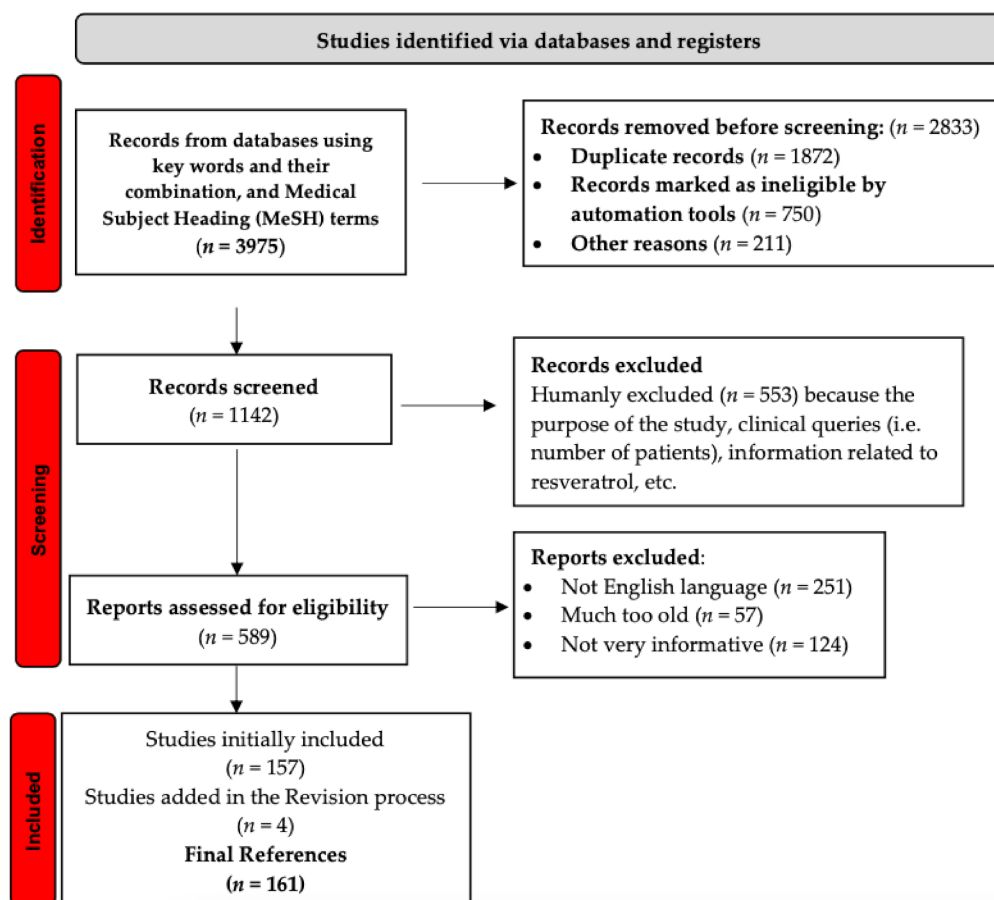 Studies identified via databases and registers
Identification
Records from databases using
key words and their
combination, and Medical
Subject Heading (MeSH) terms
(n = 3975)
Records removed before screening: (n = 2833)
• Duplicate records (n = 1872)
• Records marked as ineligible by
automation tools (n = 750)
• Other reasons (n = 211)
Screening
Records screened
(n = 1142)
Records excluded
Humanly excluded (n = 553) because the
purpose of the study, clinical queries (i.e.
number of patients), information related to
resveratrol, etc.
Reports assessed for eligibility
(n = 589)
Reports excluded:
• Not English language (n = 251)
• Much too old (n = 57)
• Not very informative (n = 124)
Included
Studies initially included
(n = 157)
Studies added in the Revision process
(n = 4)
Final References
(n = 161)